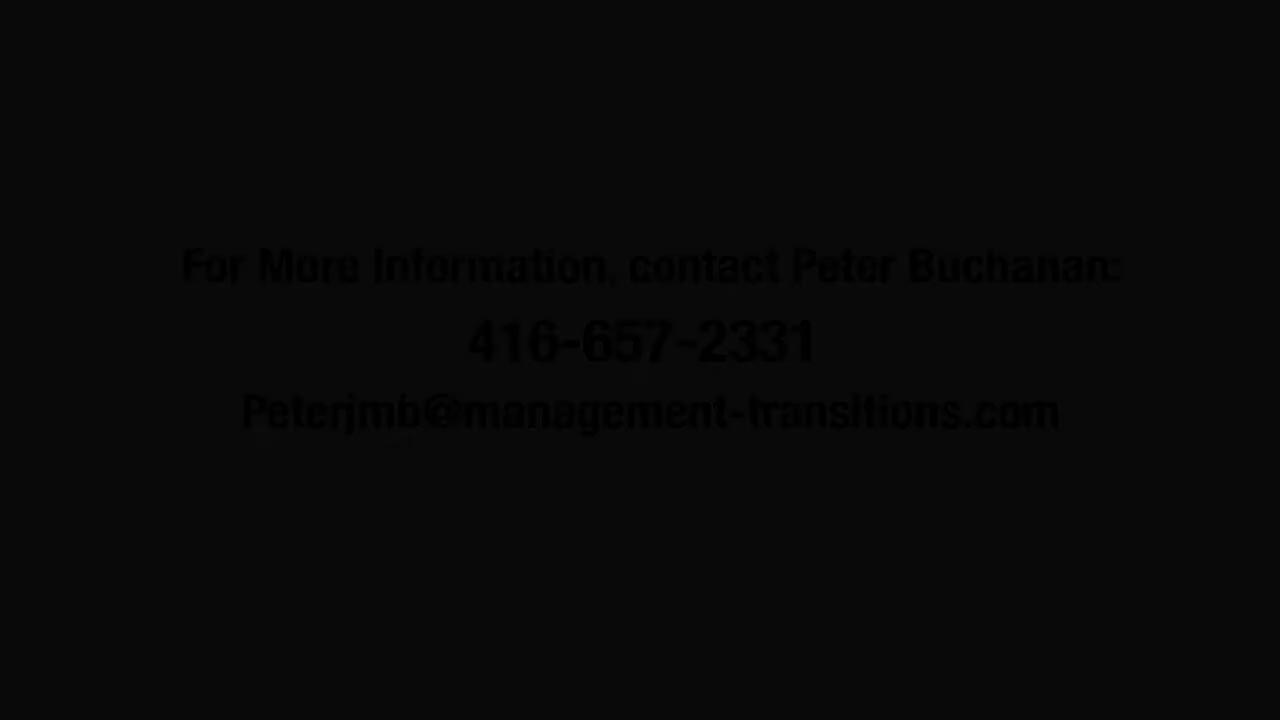 For More Information, contact Peter Buchanan:
416-657-2331
Peterjmb@management-transitions.com